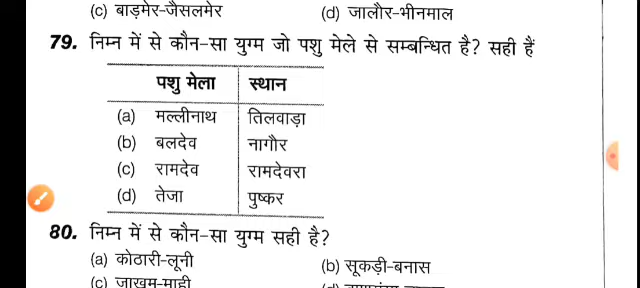 (c) बाड़मेर-जैसलमेर (d) जालौर-भीनमाल
79. निम्न में से कौन-सा युग्म जो पशु मेले से सम्बन्धित है? सही हैं
पशु मेला स्थान
(a) मल्लीनाथ तिलवाड़ा
(b) बलदेव नागौर
(c) रामदेव रामदेवरा
(d) तेजा पुष्कर
80. निम्न में से कौन-सा युग्म सही है?
(a) कोठारी-लूनी (b) सूकड़ी-बनास
(c) जाखम-माही